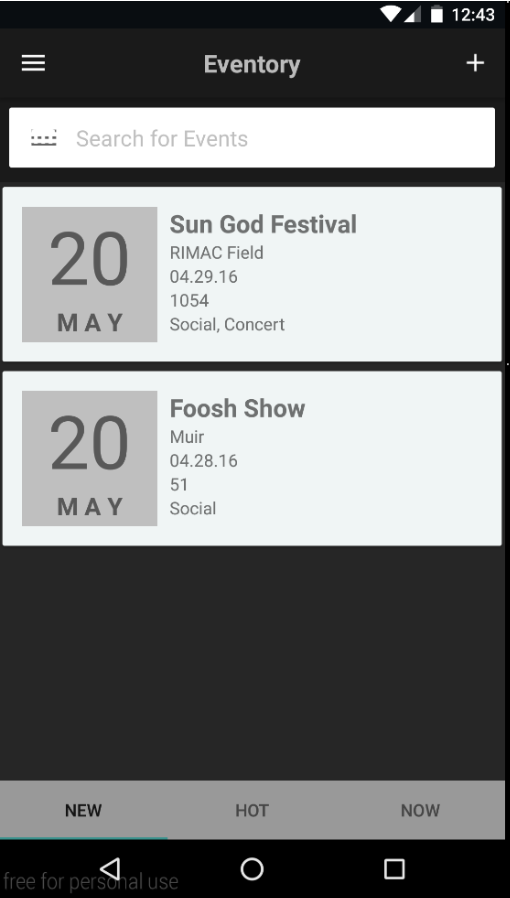 12:43
Eventory
Search for Events
20
MAY
Sun God Festival
RIMAC Field
04.29.16
1054
Social, Concert
20
MAY
Foosh Show
Muir
04.28.16
51
Social
NEW HOT NOW
free for personal use